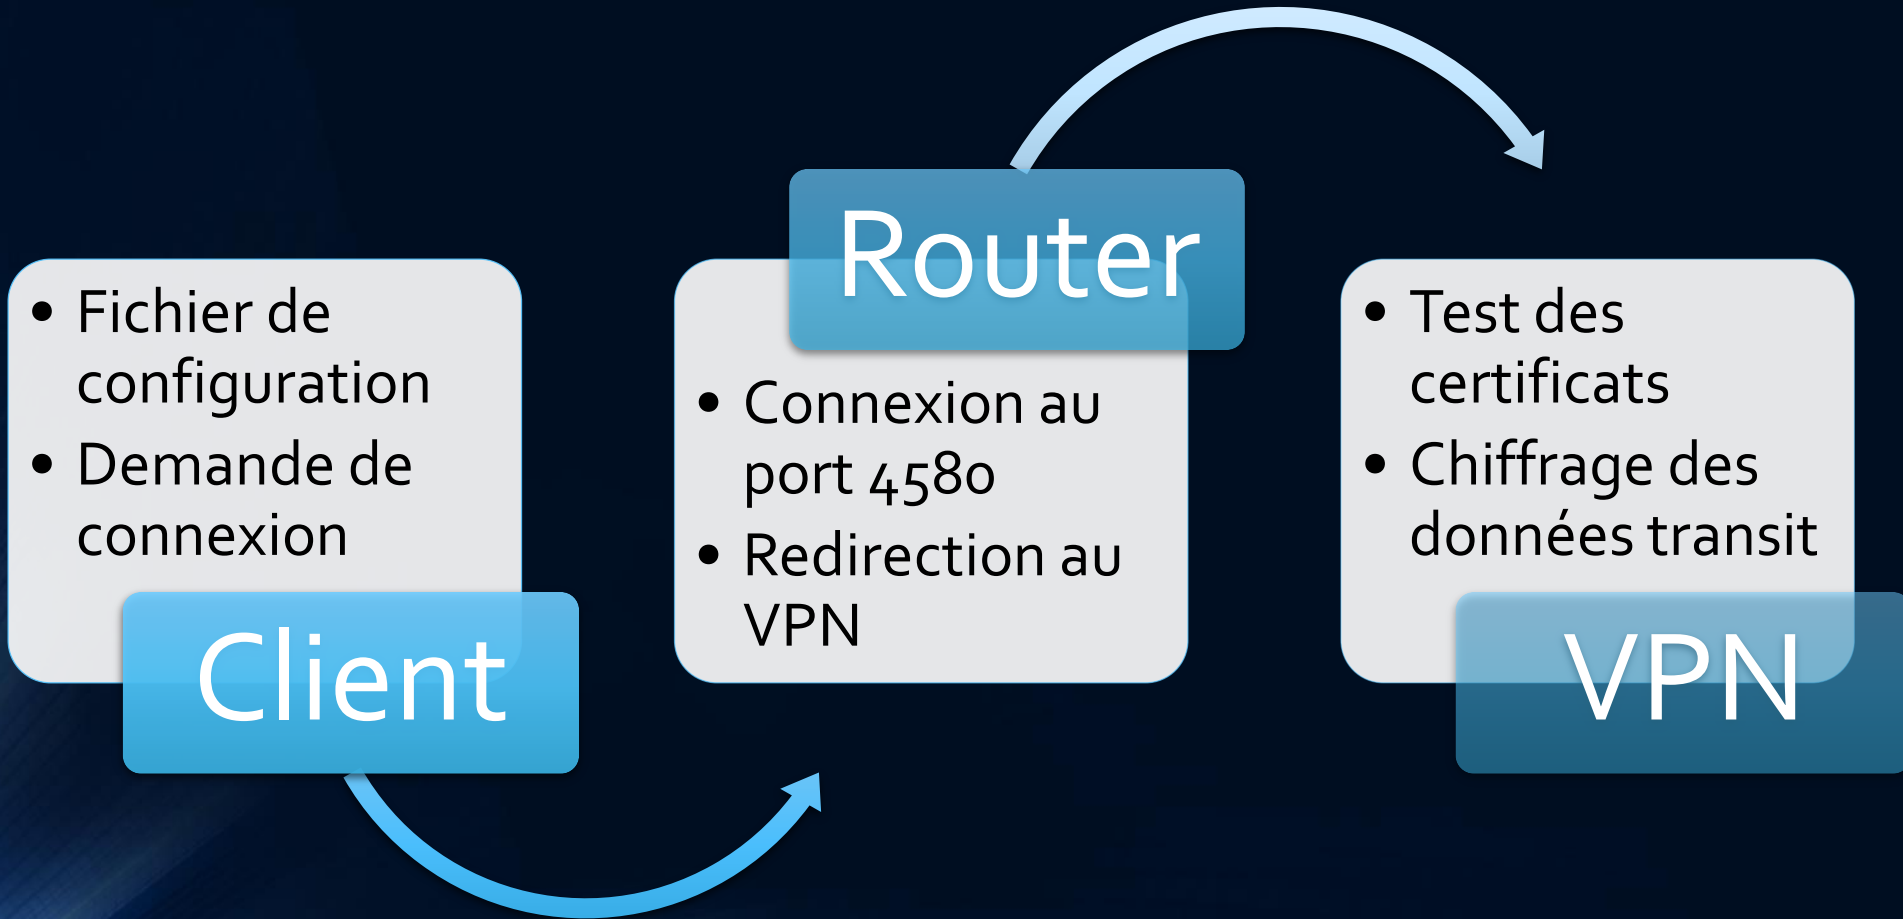 • Fichier de
configuration
• Demande de
connexion
Client
Router
• Connexion au
port 4580
• Redirection au
VPN
• Test des
certificats
• Chiffrage des
données transit
VPN